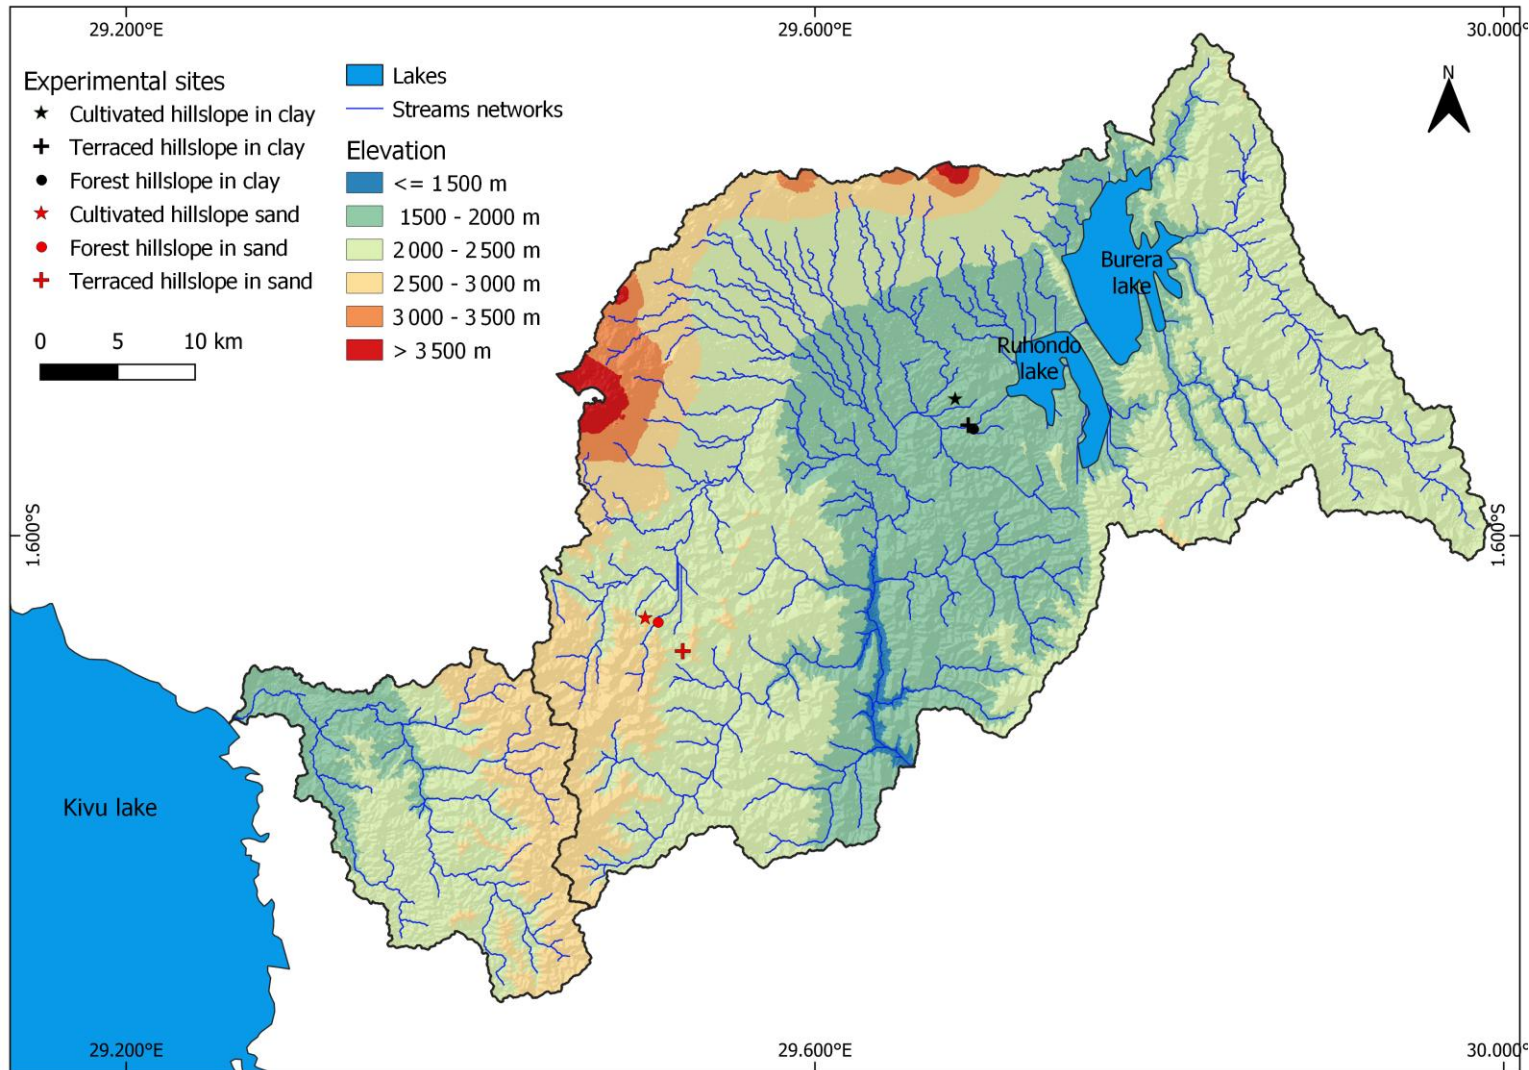 29.200°E
29.600°E
30.000°
Experimental sites
Cultivated hillslope in clay
Terraced hillslope in clay
Forest hillslope in clay
Cultivated hillslope sand
Forest hillslope in sand
Terraced hillslope in sand
0 5 10 km
Lakes
Streams networks
Elevation
<= 1 500 m
1500 - 2000 m
2 000 - 2500 m
2 500 - 3 000 m
3 000 - 3 500 m
> 3 500 m
N
Burera
lake
Ruhondo
lake
1.600°S
1.600°S
Kivu lake
29.200°E
29.600°E
30.000°